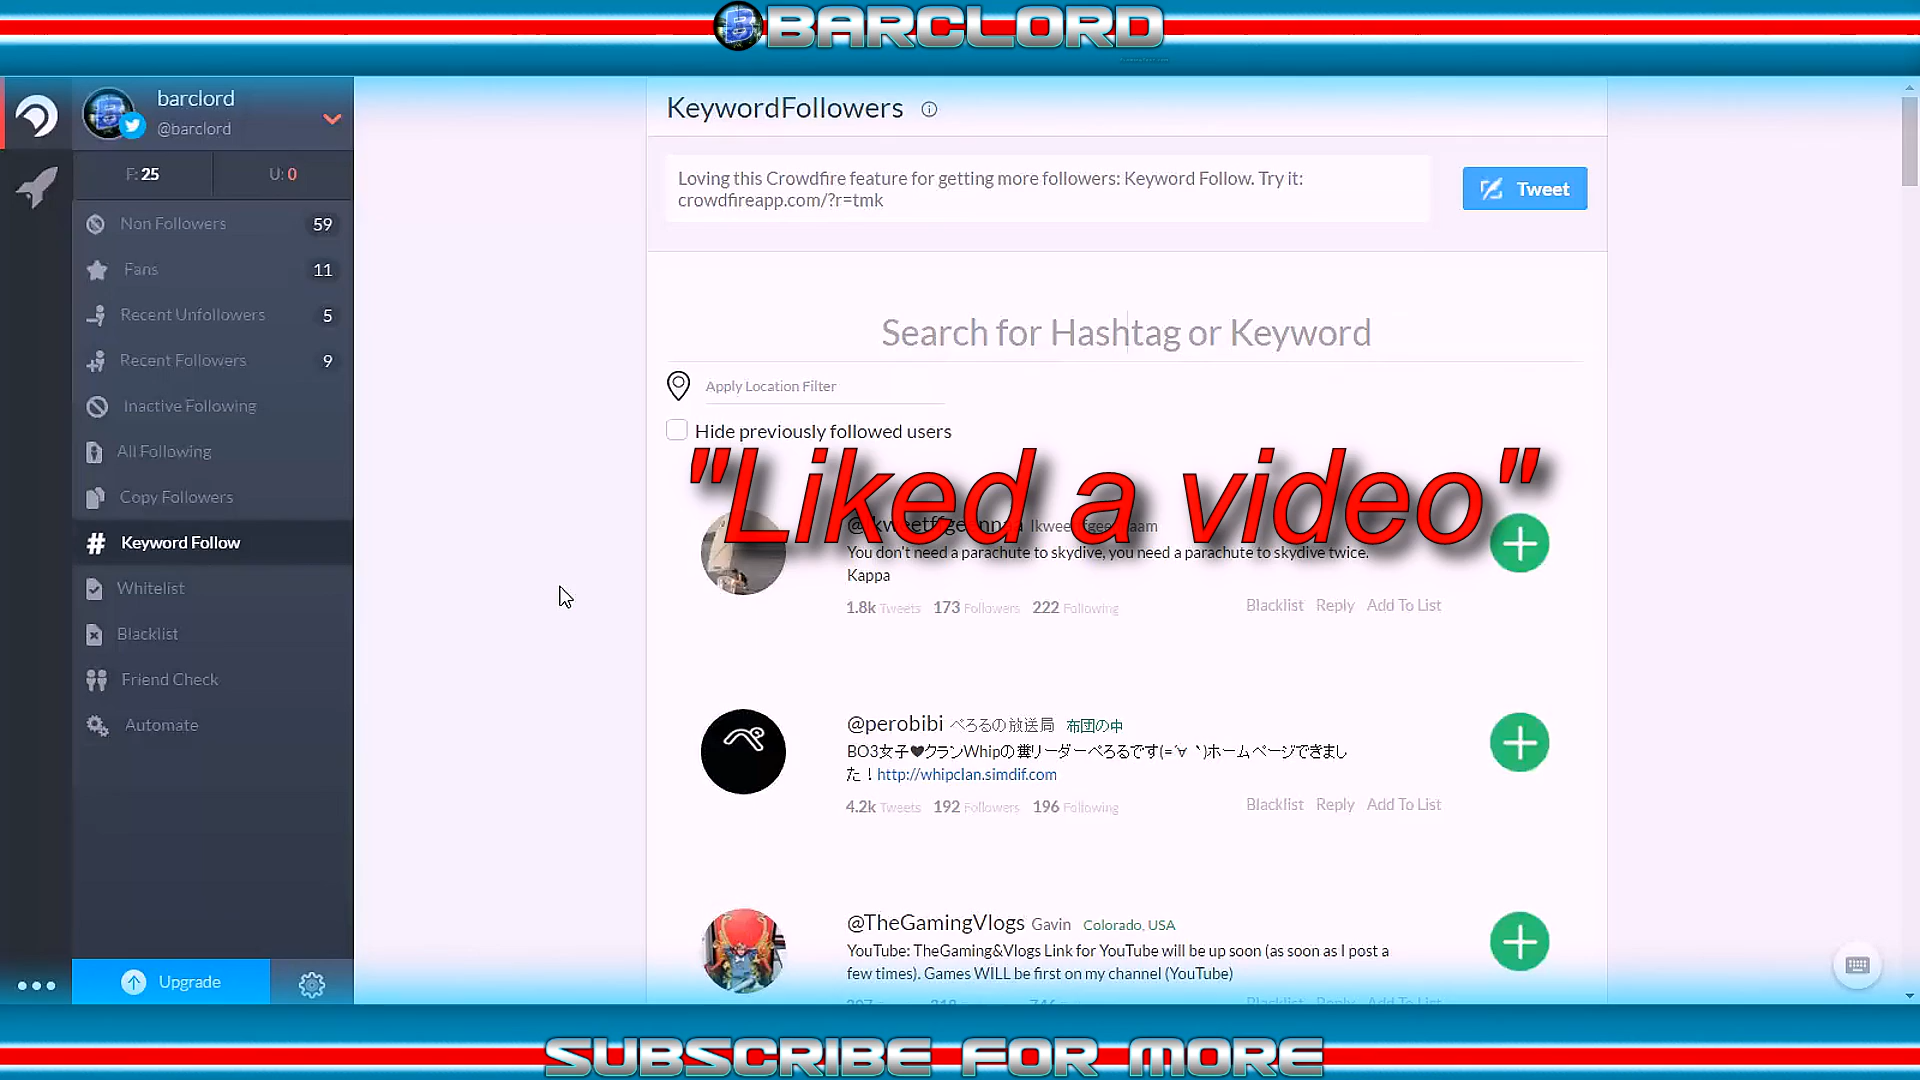 BARCLORD
barclord
@barclord
F: 25
U: 0
Non Followers 59
Fans 11
Recent Unfollowers 5
Recent Followers 9
Inactive Following
All Following
Copy Followers
# Keyword Follow
Whitelist
Blacklist
Friend Check
Automate
Upgrade
KeywordFollowers
Loving this Crowdfire feature for getting more followers: Keyword Follow. Try it:
crowdfireapp.com/?r=tmk
Tweet
Search for Hashtag or Keyword
Apply Location Filter
Hide previously followed users
"Liked a video"
You don't need a parachute to skydive, you need a parachute to skydive twice.
Kappa
1.8k Tweets 173 Followers 222 Following
Blacklist Reply Add To List
@perobibi ぺろるの放送局 布団の中
BO3女子♥クランWhipの糞リーダーぺろるです(=´∀｀)ホームページできまし
た！http://whipclan.simdif.com
4.2k Tweets 192 Followers 196 Following
Blacklist Reply Add To List
@TheGamingVlogs Gavin Colorado, USA
YouTube: TheGaming&Vlogs Link for YouTube will be up soon (as soon as I post a
few times). Games WILL be first on my channel (YouTube)
Blacklist Reply Add To List
SUBSCRIBE FOR MORE